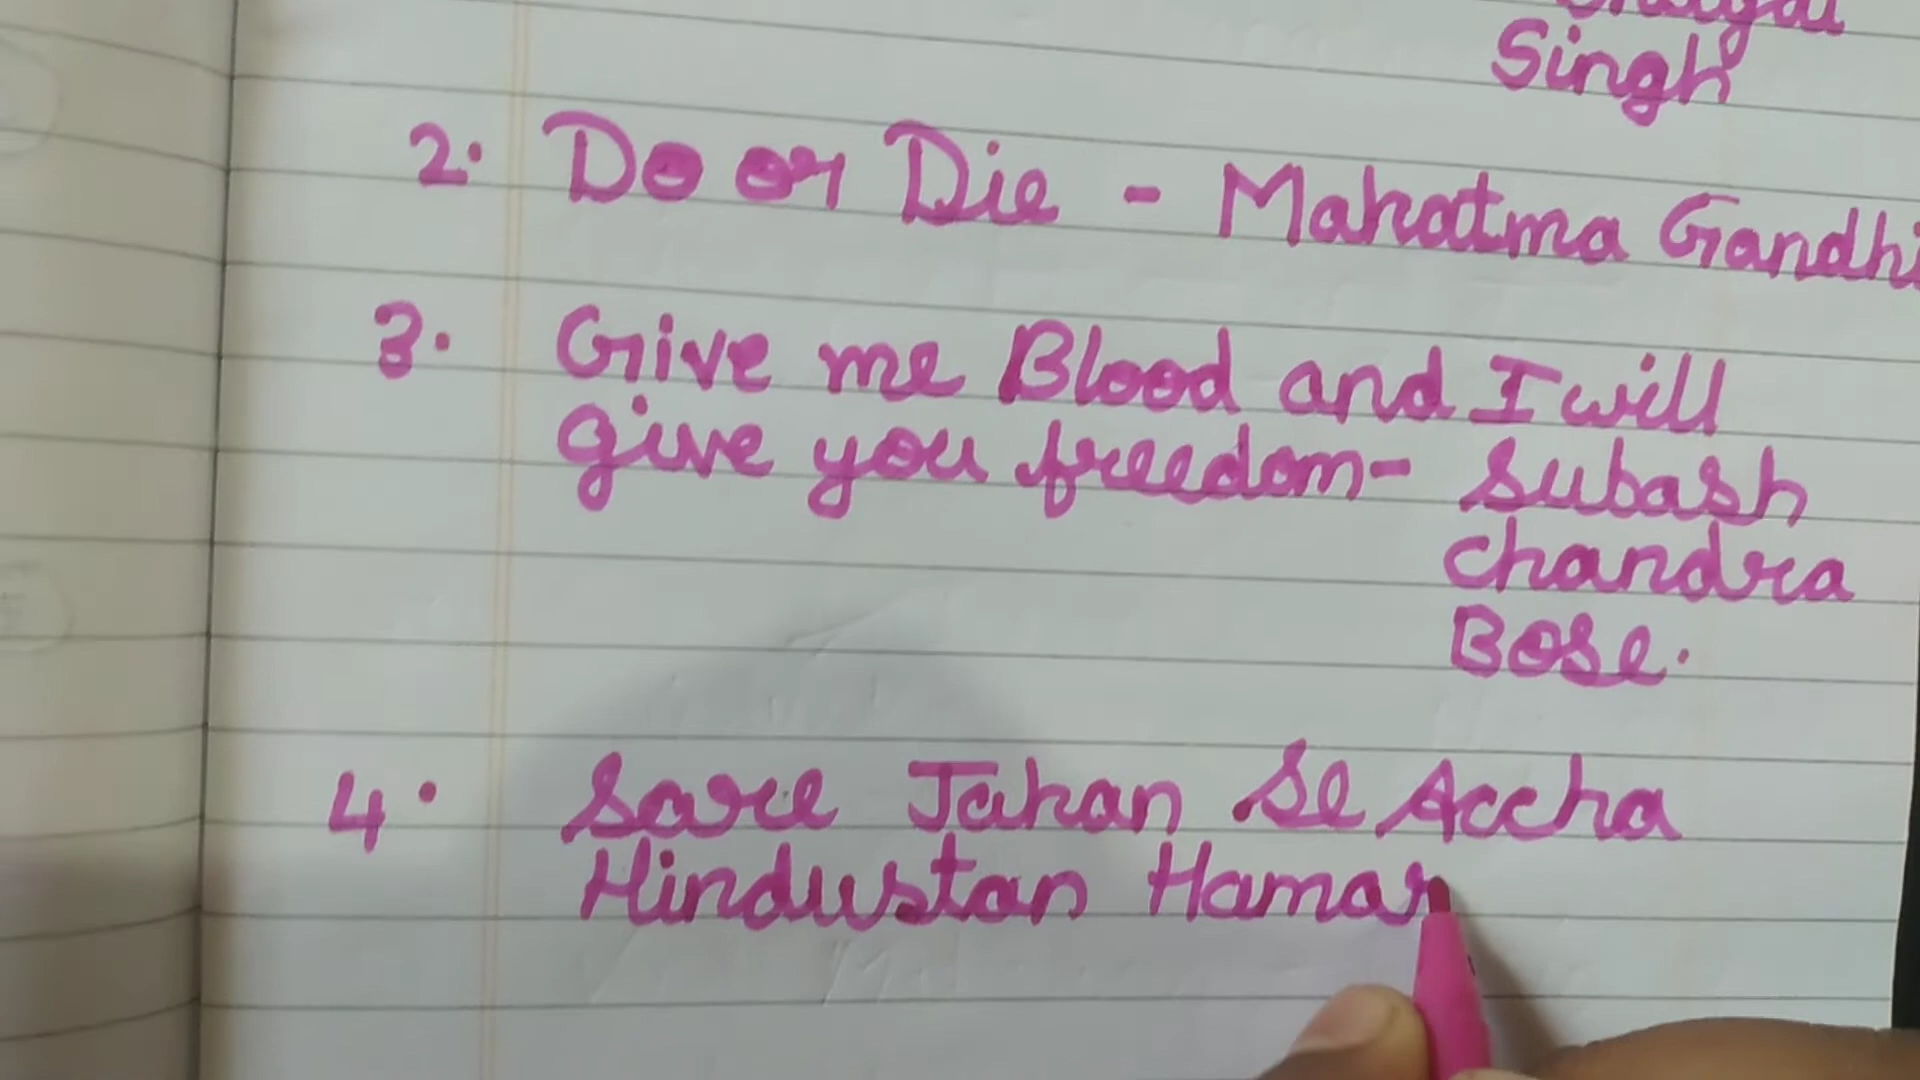 Singh
2. Do or Die - Mahatma Gandhi
3. Give me Blood and I will
give you freedom- Subash
chandra
Bose.
4. Sare Jahan Se Accha
Hindustan Hamar